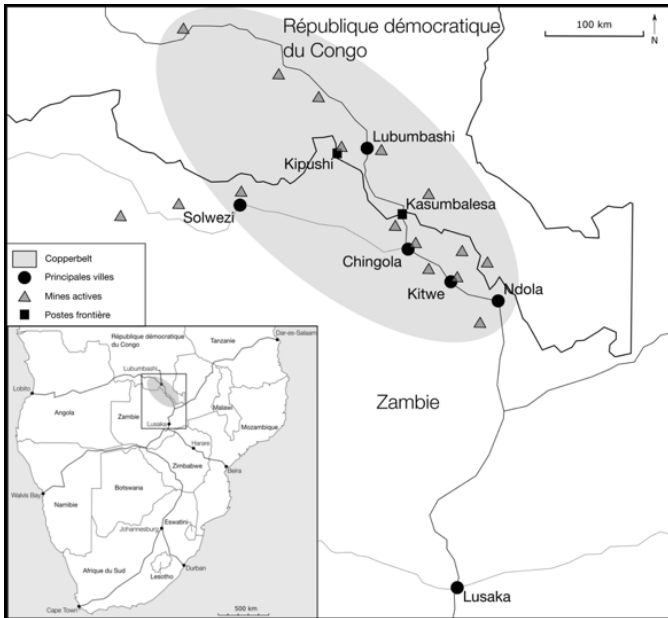 République démocratique
du Congo
100 km
N
Lubumbashi
Kipushi
Kasumbalesa
Solwezi
Chingola
Kitwe
Ndola
Copperbelt
Principales villes
Mines actives
Postes frontière
Zambie
Lusaka
République démocratique
du Congo
Tanzanie
Dar-es-Salaam
Lubumbashi
Lobito
Angola
Zambie
Malawi
Lusaka
Mozambique
Harare
Zimbabwe
Beira
Walvis Bay
Namibie
Botswana
Johannesburg
Eswatini
Afrique du Sud
Lesotho
Durban
Cape Town
500 km